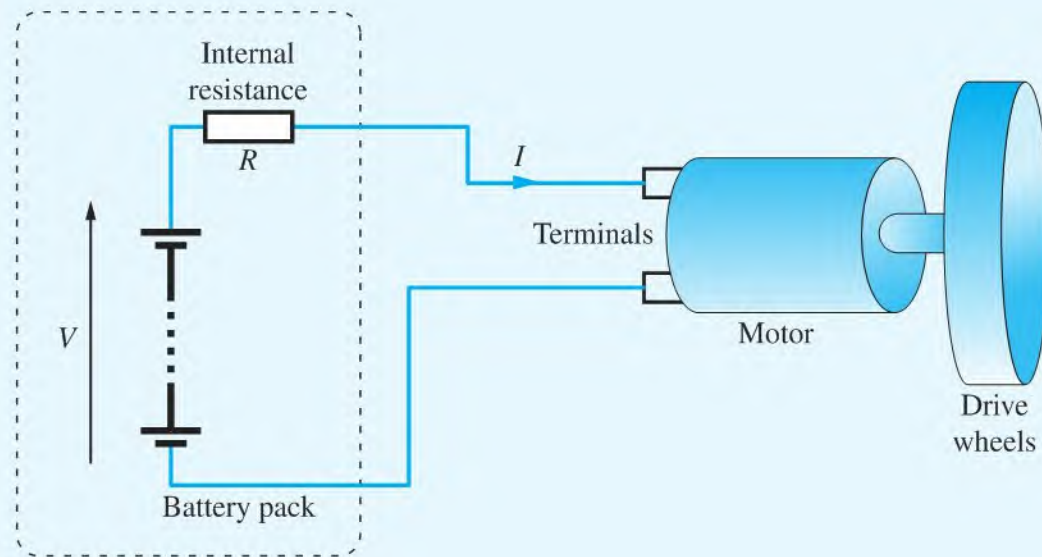 Internal
resistance
R
I
Terminals
V
Motor
Drive
wheels
Battery pack